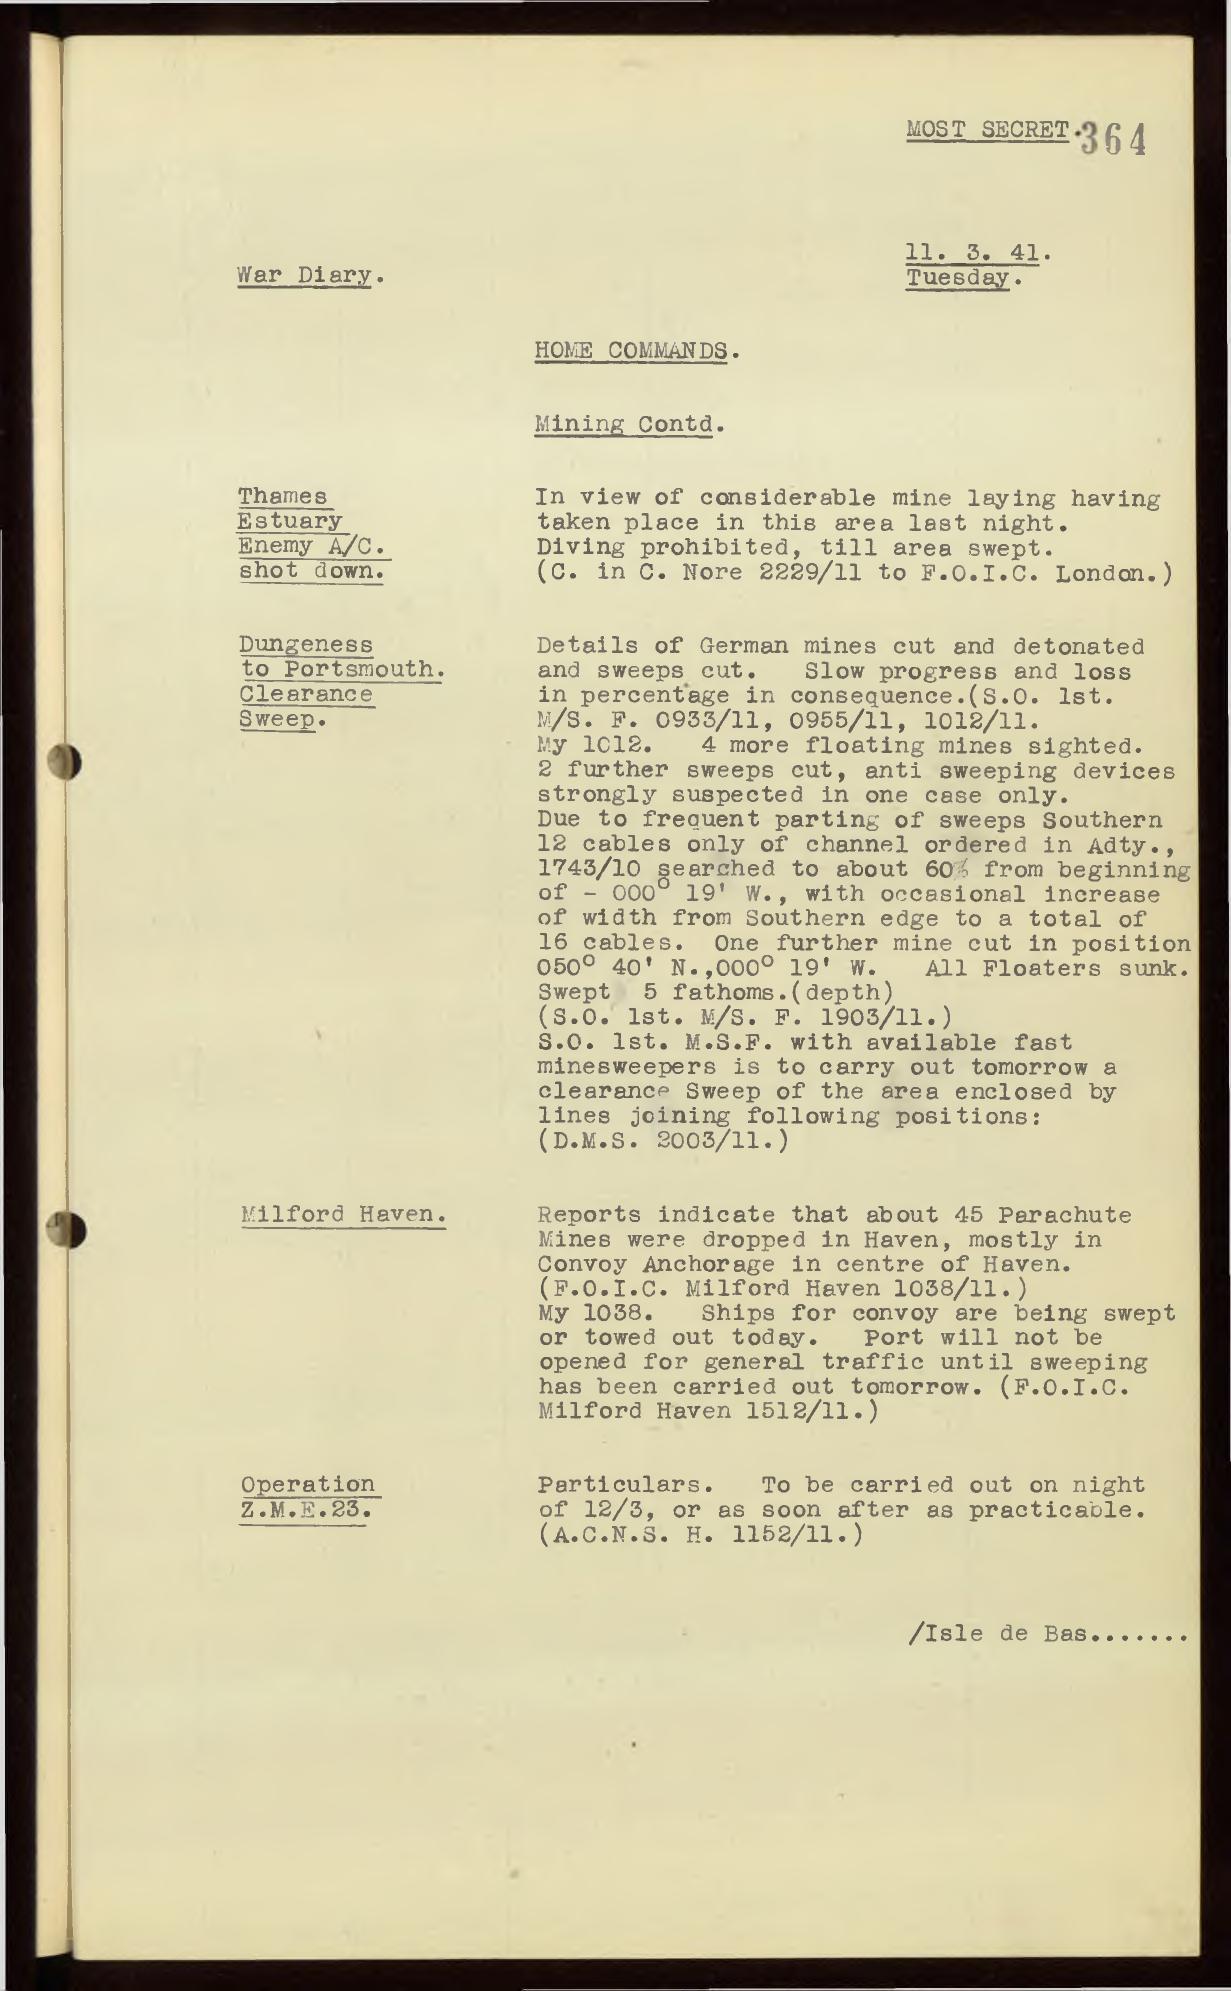 MOST SECRET. 364
11. 3. 41.
War Diary.
Tuesday.
HOME COMMANDS.
Mining Contd.
Thames
Estuary
Enemy A/C.
shot down.
In view of considerable mine laying having
taken place in this area last night.
Diving prohibited, till area swept.
(C. in C. Nore 2229/11 to F.O.I.C. London.)
Dungeness
to Portsmouth.
Clearance
Sweep.
Details of German mines cut and detonated
and sweeps cut. Slow progress and loss
in percentage in consequence.(S.O. 1st.
M/S. F. 0933/11, 0955/11, 1012/11.
My 1012. 4 more floating mines sighted.
2 further sweeps cut, anti sweeping devices
strongly suspected in one case only.
Due to frequent parting of sweeps Southern
12 cables only of channel ordered in Adty.,
1743/10 searched to about 60% from beginning
of - 000° 19' W., with occasional increase
of width from Southern edge to a total of
16 cables. One further mine cut in position
050° 40' N.,000° 19' W. All Floaters sunk.
Swept 5 fathoms.(depth)
(S.O. 1st. M/S. F. 1903/11.)
S.O. 1st. M.S.F. with available fast
minesweepers is to carry out tomorrow a
clearance Sweep of the area enclosed by
lines joining following positions:
(D.M.S. 2003/11.)
Milford Haven.
Reports indicate that about 45 Parachute
Mines were dropped in Haven, mostly in
Convoy Anchorage in centre of Haven.
(F.O.I.C. Milford Haven 1038/11.)
My 1038. Ships for convoy are being swept
or towed out today. Port will not be
opened for general traffic until sweeping
has been carried out tomorrow. (F.O.I.C.
Milford Haven 1512/11.)
Operation
Z.M.E.23.
Particulars. To be carried out on night
of 12/3, or as soon after as practicable.
(A.C.N.S. H. 1152/11.)
/Isle de Bas.......